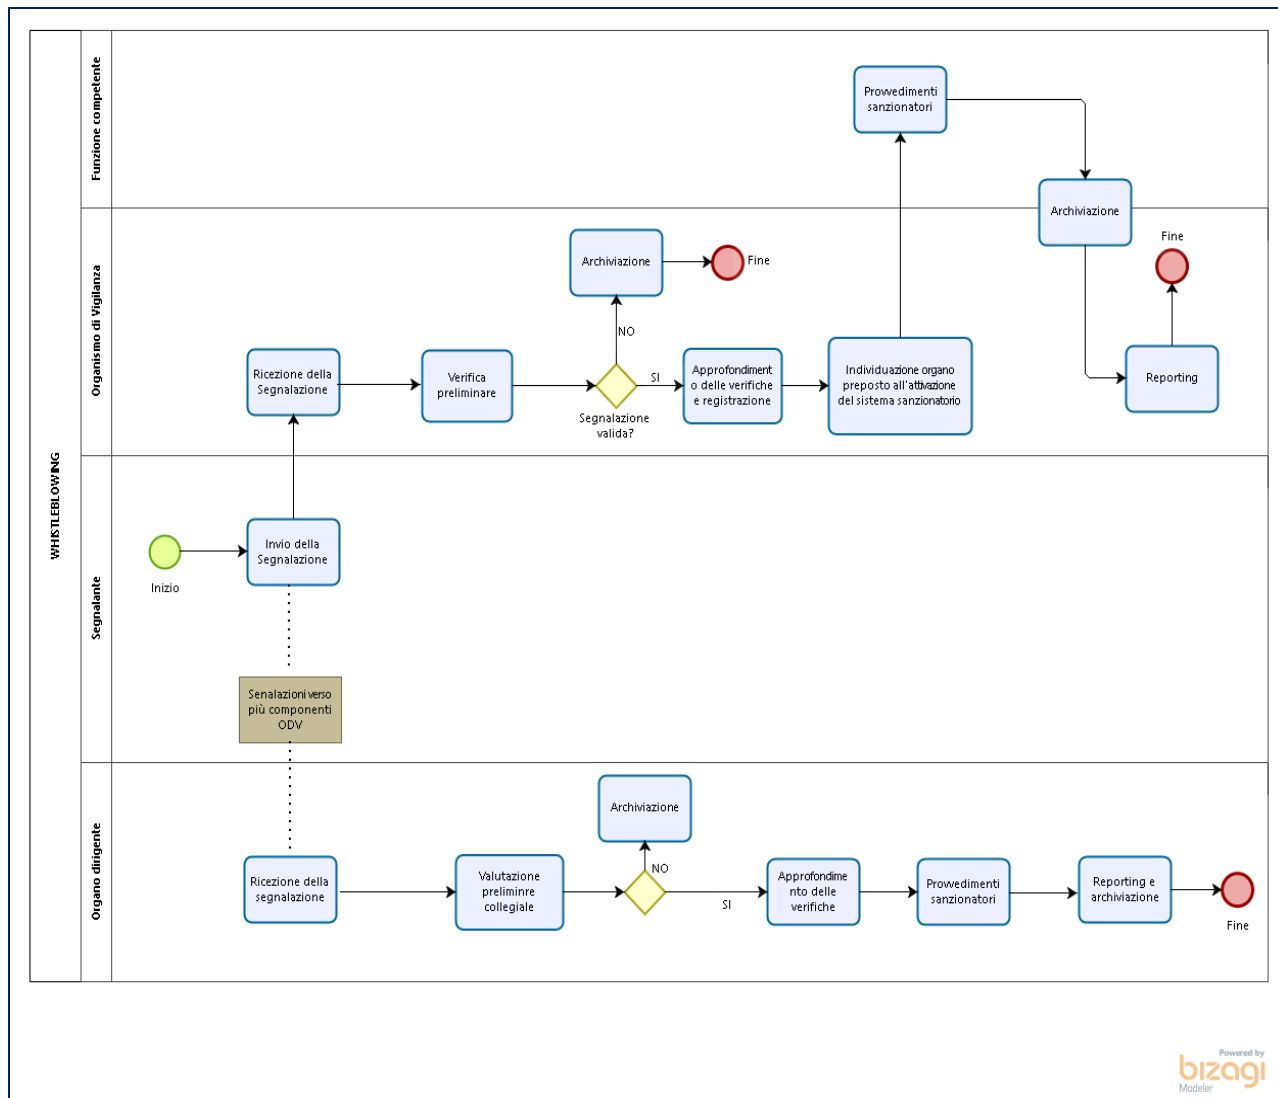 WHISTLEBLOWING
Funzione competente
Provvedimenti
sanzionatori
Archiviazione
Organismo di Vigilanza
Archiviazione
Fine
Fine
NO
Ricezione della
Segnalazione
Verifica
preliminare
SI
Segnalazione
valida?
Approfondiment
o delle verifiche
e registrazione
Individuazione organo
preposto all'attivazione
del sistema sanzionatorio
Reporting
Segnalante
Inizio
Invio della
Segnalazione
Senalazioni verso
più componenti
ODV
Organo dirigente
Archiviazione
NO
Ricezione della
segnalazione
Valutazione
preliminre
collegiale
SI
Approfondime
nto delle
verifiche
Provvedimenti
sanzionatori
Reporting e
archiviazione
Fine
Powered by
bizagi
Modeler